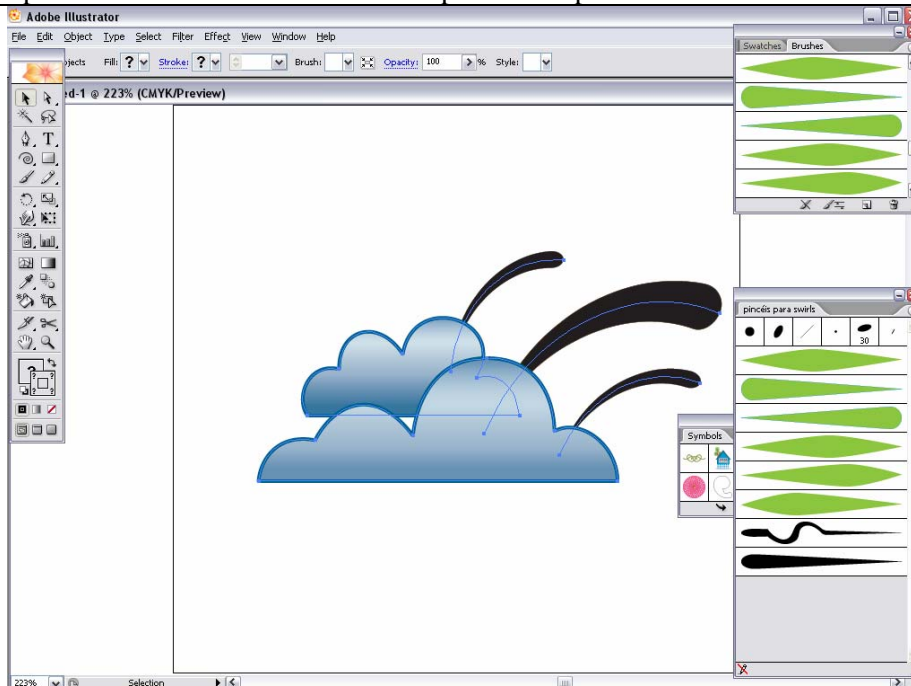 Adobe Illustrator
File Edit Object Type Select Filter Effect View Window Help
jects Fill: ? Stroke: ? Brush: Opacity: 100 % Style:
ed-1 @ 223% (CMYK/Preview)
Swatches Brushes
pincéis para swirls
30
Symbols
223% Selection